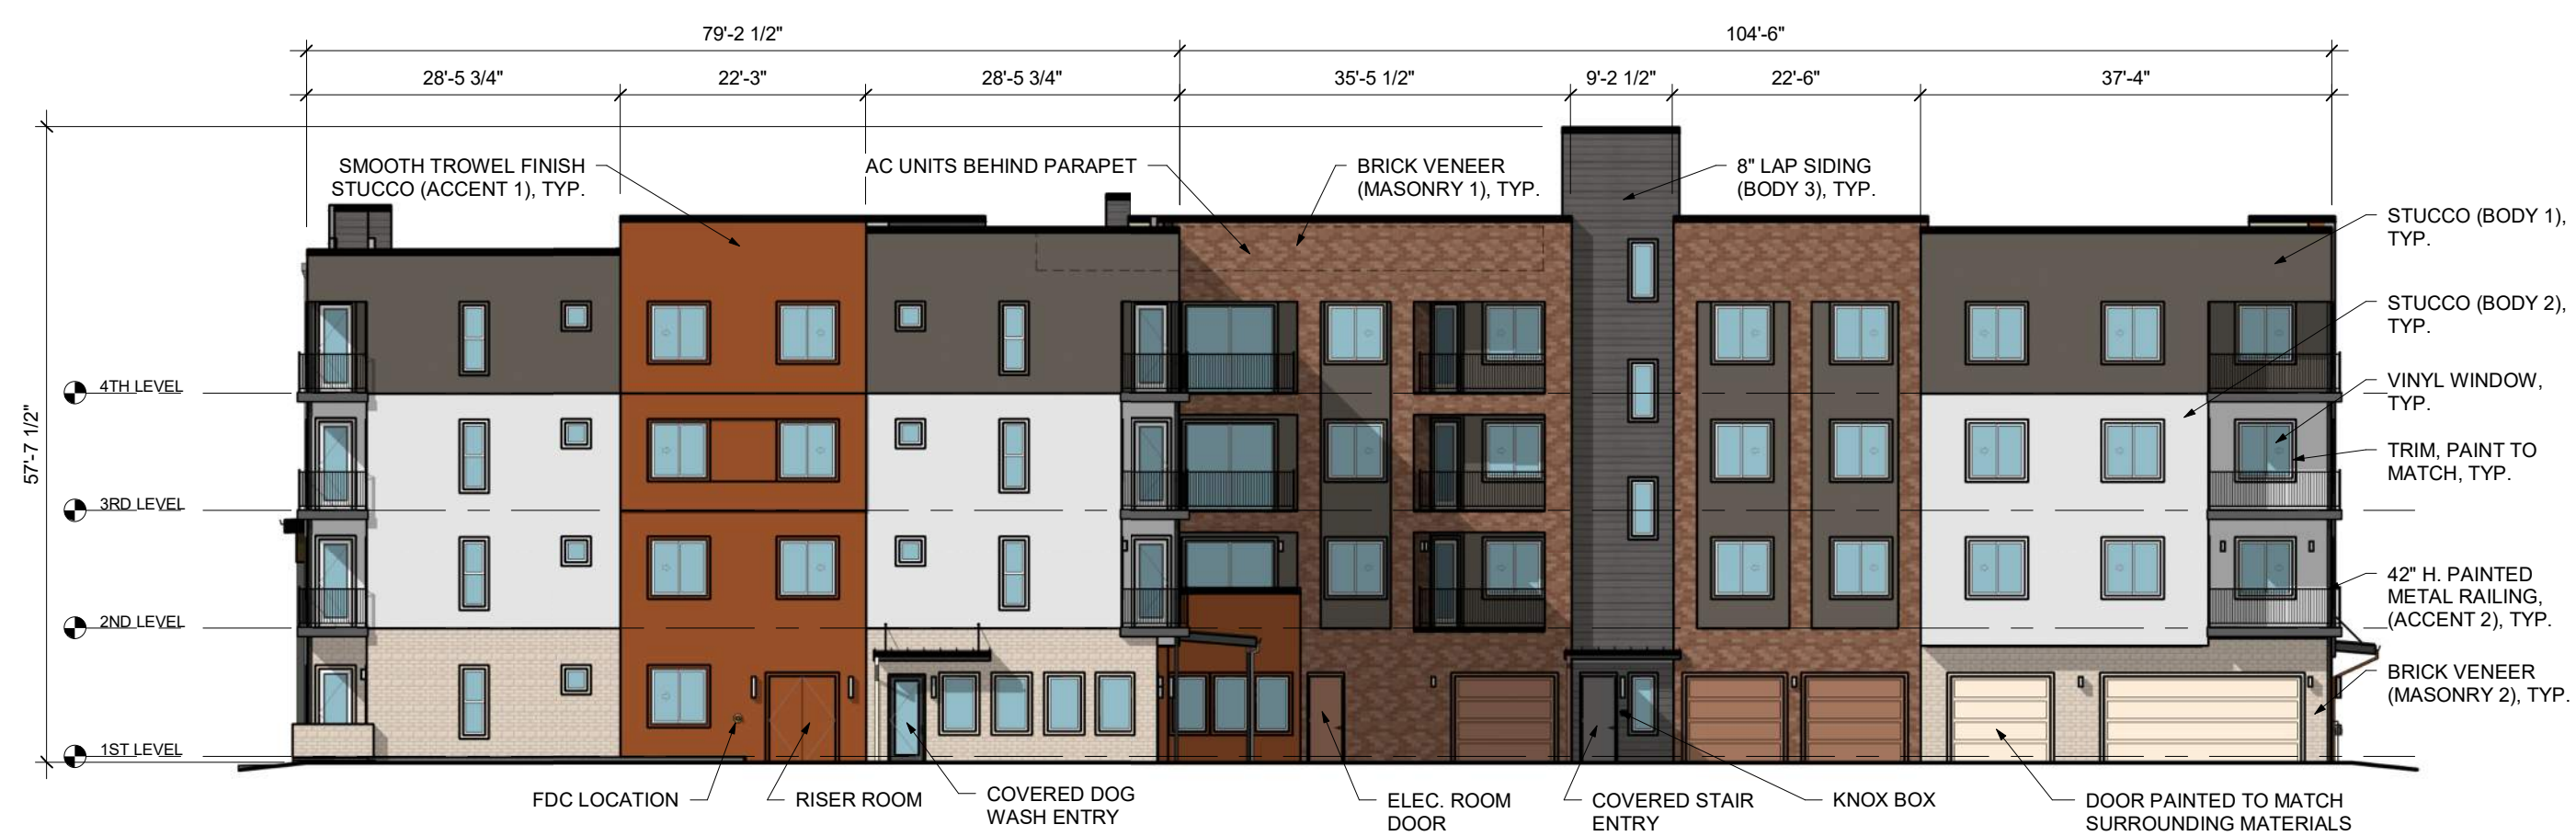 79'-2 1/2"
104'-6"
28'-5 3/4"
22'-3"
28'-5 3/4"
35'-5 1/2"
9'-2 1/2"
22'-6"
37'-4"
57'-7 1/2"
SMOOTH TROWEL FINISH
STUCCO (ACCENT 1), TYP.
AC UNITS BEHIND PARAPET
BRICK VENEER
(MASONRY 1), TYP.
8" LAP SIDING
(BODY 3), TYP.
STUCCO (BODY 1),
TYP.
STUCCO (BODY 2),
TYP.
VINYL WINDOW,
TYP.
TRIM, PAINT TO
MATCH, TYP.
42" H. PAINTED
METAL RAILING,
(ACCENT 2), TYP.
BRICK VENEER
(MASONRY 2), TYP.
4TH LEVEL
3RD LEVEL
2ND LEVEL
1ST LEVEL
FDC LOCATION
RISER ROOM
COVERED DOG
WASH ENTRY
ELEC. ROOM
DOOR
COVERED STAIR
ENTRY
KNOX BOX
DOOR PAINTED TO MATCH
SURROUNDING MATERIALS